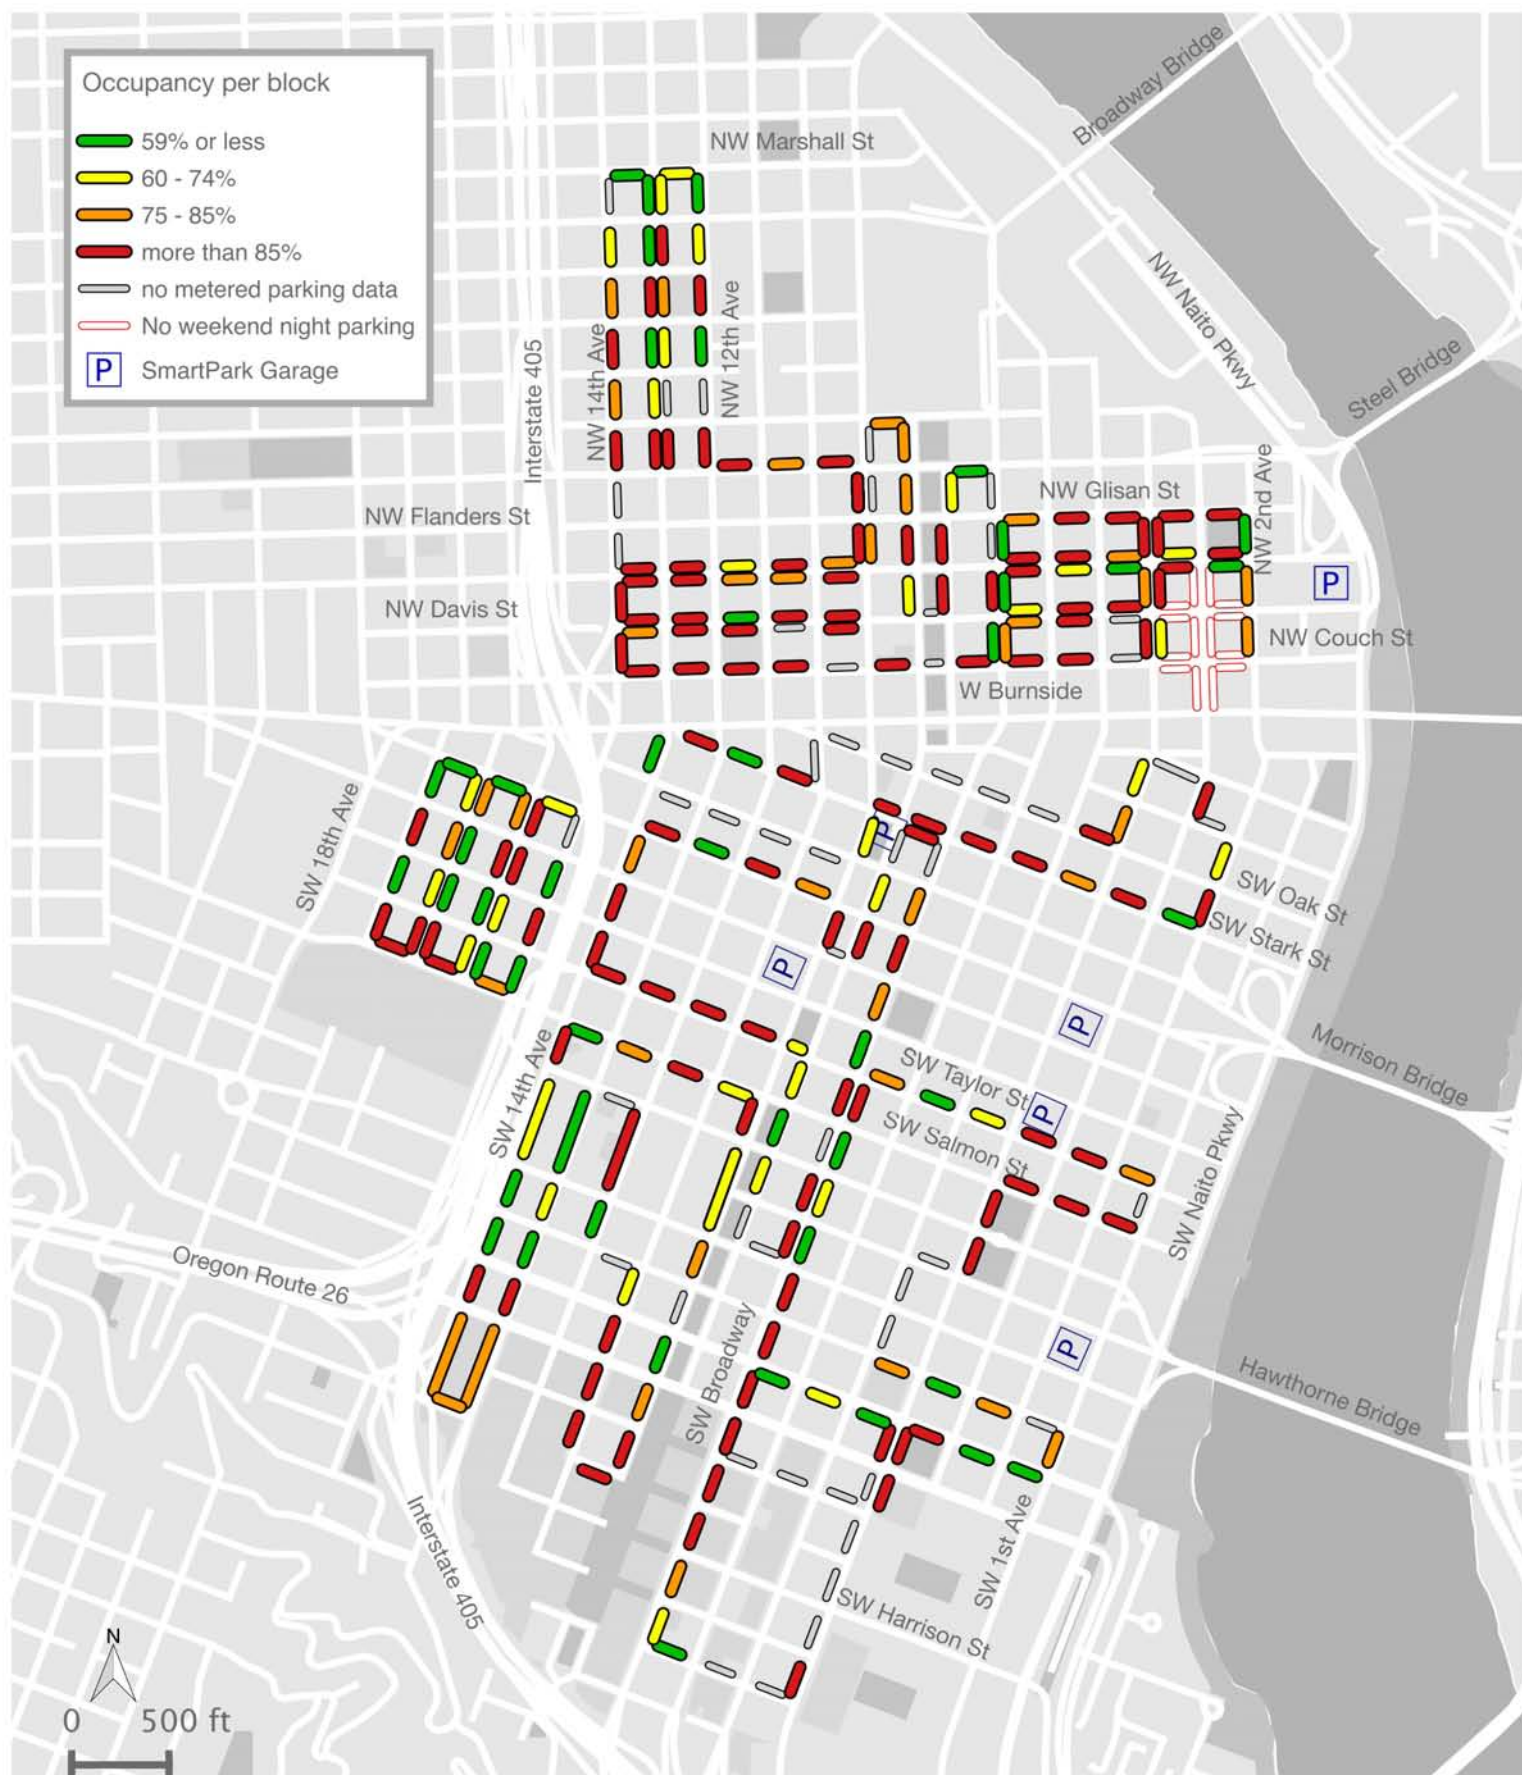 Occupancy per block
59% or less
60 - 74%
75 - 85%
more than 85%
no metered parking data
No weekend night parking
P SmartPark Garage
Broadway Bridge
NW Marshall St
NW Naito Pkwy
NW 12th Ave
NW 14th Ave
Interstate 405
Steel Bridge
NW 2nd Ave
NW Glisan St
NW Flanders St
P
NW Davis St
NW Couch St
W Burnside
SW 18th Ave
P
SW Oak St
SW Stark St
P
P
Morrison Bridge
SW 14th Ave
SW Taylor St
P
SW Salmon St
SW Naito Pkwy
Oregon Route 26
P
SW Broadway
Hawthorne Bridge
Interstate 405
SW 1st Ave
SW Harrison St
N
0 500 ft